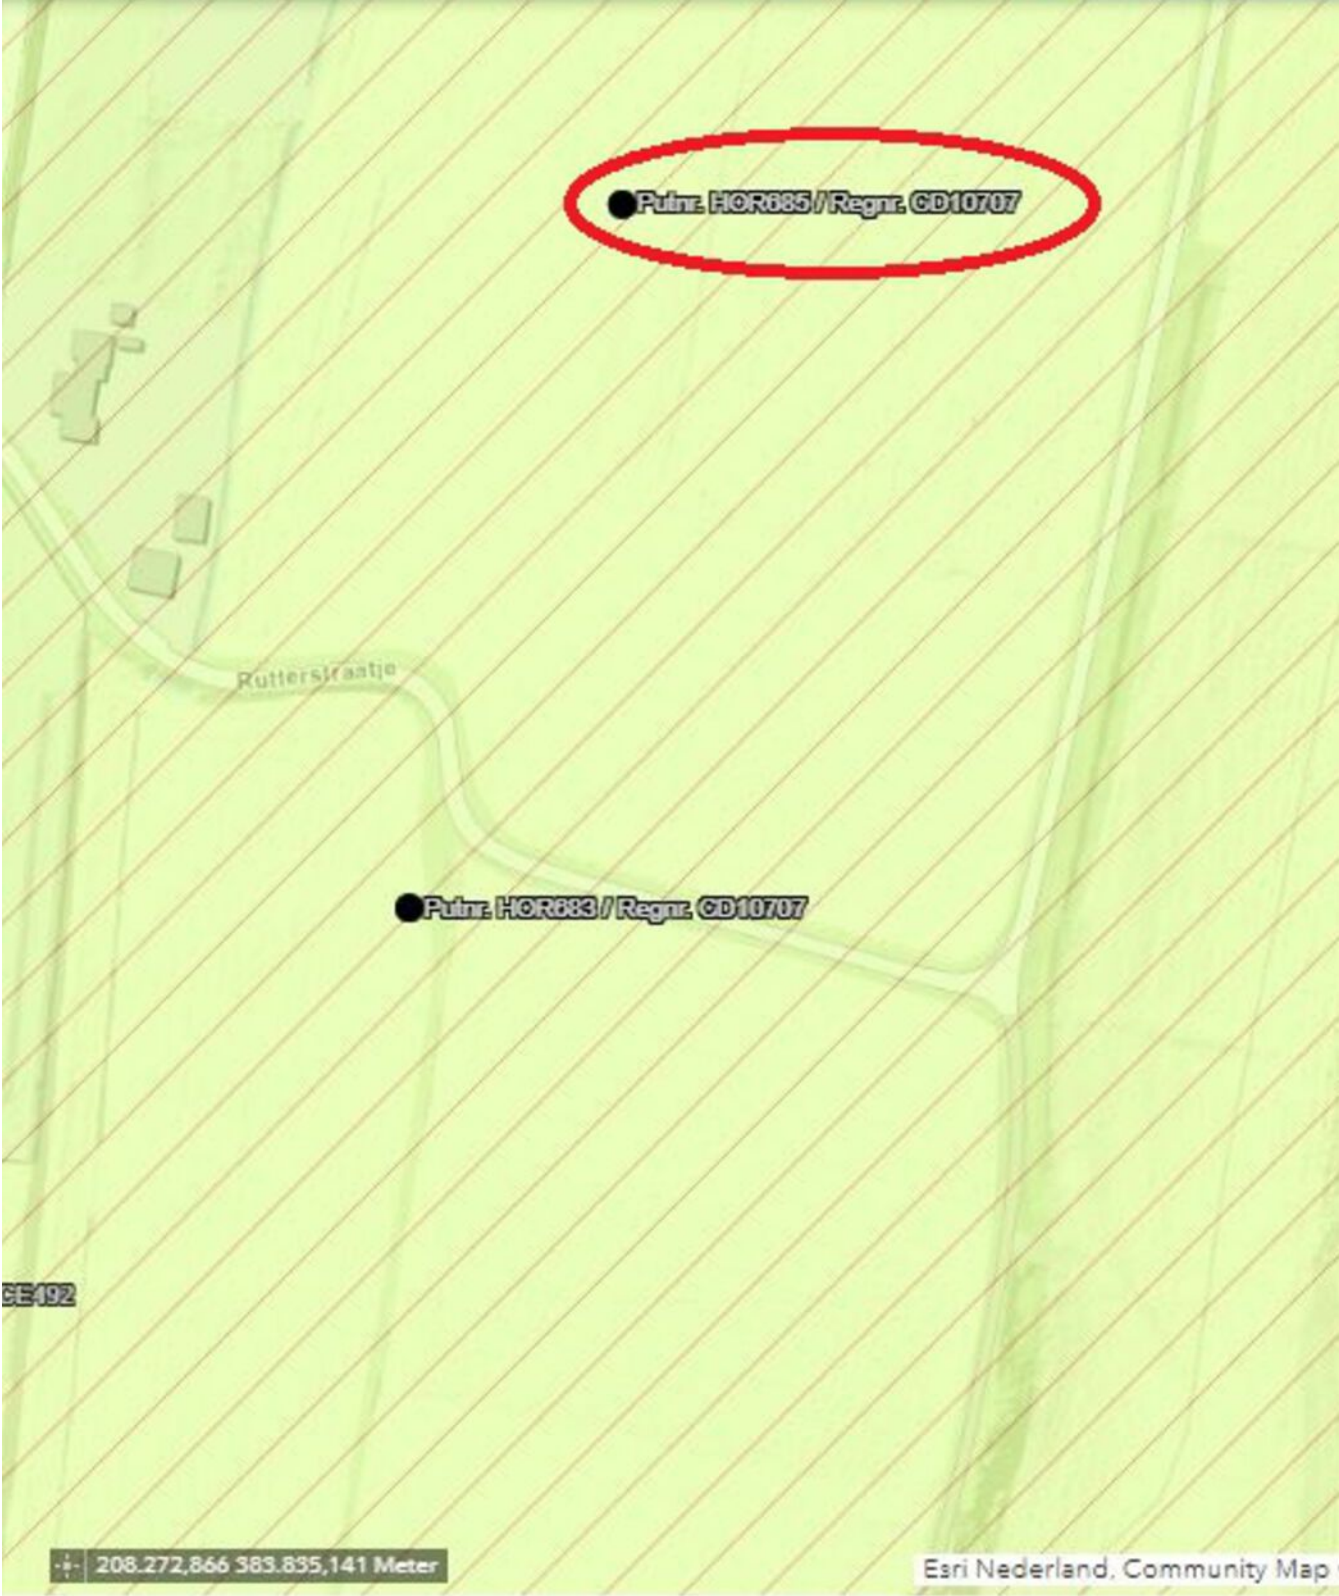 Putnr. HOR685 / Regnr. CD10707
Rutterstraatje
Putnr. HOR683 / Regnr. CD10707
CE492
208.272,866 383.835,141 Meter
Esri Nederland, Community Map